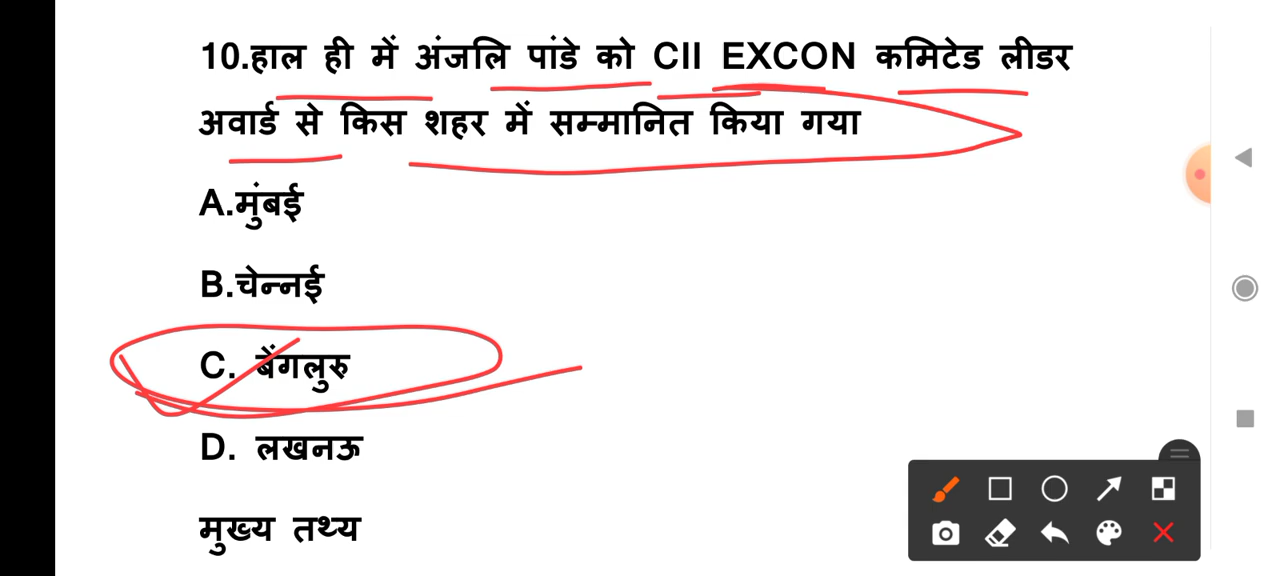 10.हाल ही में अंजलि पांडे को CII EXCON कमिटेड लीडर
अवार्ड से किस शहर में सम्मानित किया गया
A.मुंबई
B.चेन्नई
C. बेंगलुरु
D. लखनऊ
मुख्य तथ्य